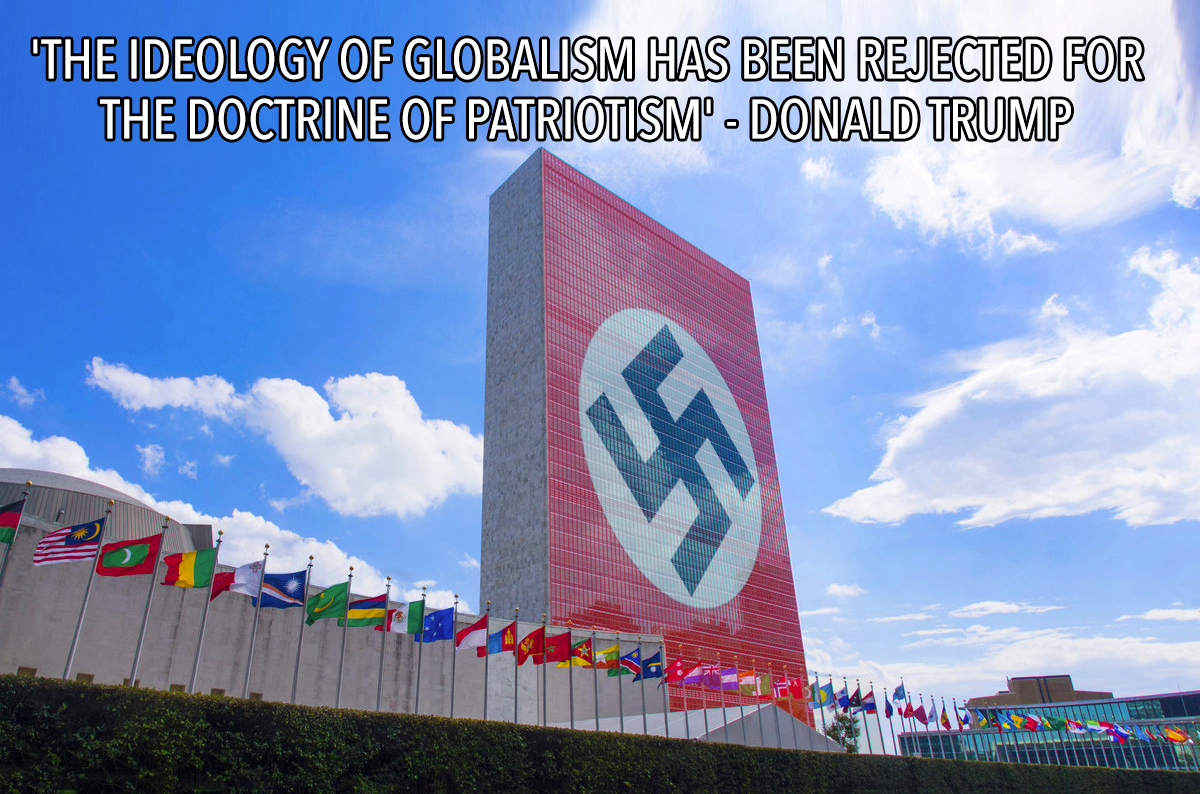 'THE IDEOLOGY OF GLOBALISM HAS BEEN REJECTED FOR
THE DOCTRINE OF PATRIOTISM' - DONALD TRUMP